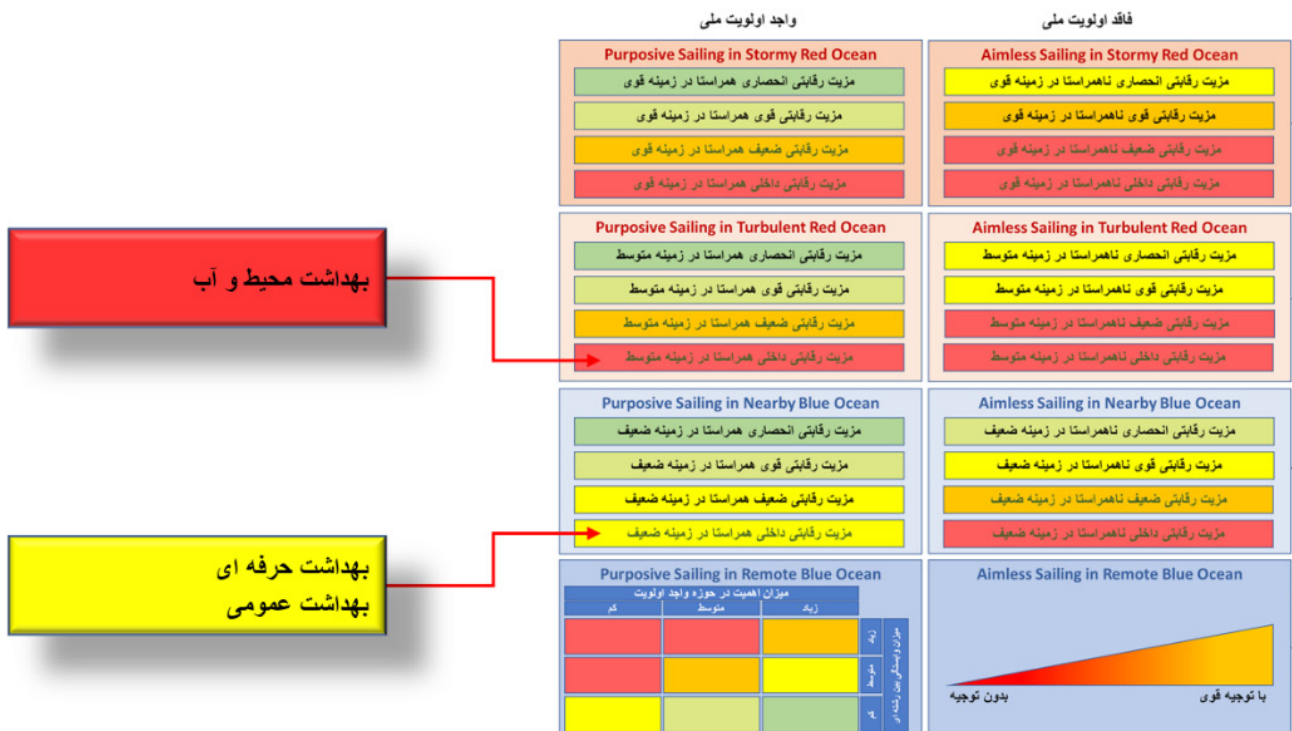 واجد اولویت ملی
فاقد اولویت ملی
Purposive Sailing in Stormy Red Ocean
مزیت رقابتی انحصاری همراستا در زمینه قوی
مزیت رقابتی قوی همراستا در زمینه قوی
مزیت رقابتی ضعیف همراستا در زمینه قوی
مزیت رقابتی داخلی همراستا در زمینه قوی
Aimless Sailing in Stormy Red Ocean
مزیت رقابتی انحصاری ناهمراستا در زمینه قوی
مزیت رقابتی قوی ناهمراستا در زمینه قوی
مزیت رقابتی ضعیف ناهمراستا در زمینه قوی
مزیت رقابتی داخلی ناهمراستا در زمینه قوی
بهداشت محیط و آب
Purposive Sailing in Turbulent Red Ocean
مزیت رقابتی انحصاری همراستا در زمینه متوسط
مزیت رقابتی قوی همراستا در زمینه متوسط
مزیت رقابتی ضعیف همراستا در زمینه متوسط
مزیت رقابتی داخلی همراستا در زمینه متوسط
Aimless Sailing in Turbulent Red Ocean
مزیت رقابتی انحصاری ناهمراستا در زمینه متوسط
مزیت رقابتی قوی ناهمراستا در زمینه متوسط
مزیت رقابتی ضعیف ناهمراستا در زمینه متوسط
مزیت رقابتی داخلی ناهمراستا در زمینه متوسط
Purposive Sailing in Nearby Blue Ocean
مزیت رقابتی انحصاری همراستا در زمینه ضعیف
مزیت رقابتی قوی همراستا در زمینه ضعیف
مزیت رقابتی ضعیف همراستا در زمینه ضعیف
مزیت رقابتی داخلی همراستا در زمینه ضعیف
Aimless Sailing in Nearby Blue Ocean
مزیت رقابتی انحصاری ناهمراستا در زمینه ضعیف
مزیت رقابتی قوی ناهمراستا در زمینه ضعیف
مزیت رقابتی ضعیف ناهمراستا در زمینه ضعیف
مزیت رقابتی داخلی ناهمراستا در زمینه ضعیف
بهداشت حرفه ای
بهداشت عمومی
Purposive Sailing in Remote Blue Ocean
میزان اهمیت در حوزه واجد اولویت
زیاد
متوسط
کم
میزان وابستگی بین رشته ای
زیاد
متوسط
کم
Aimless Sailing in Remote Blue Ocean
با توجیه قوی
بدون توجیه